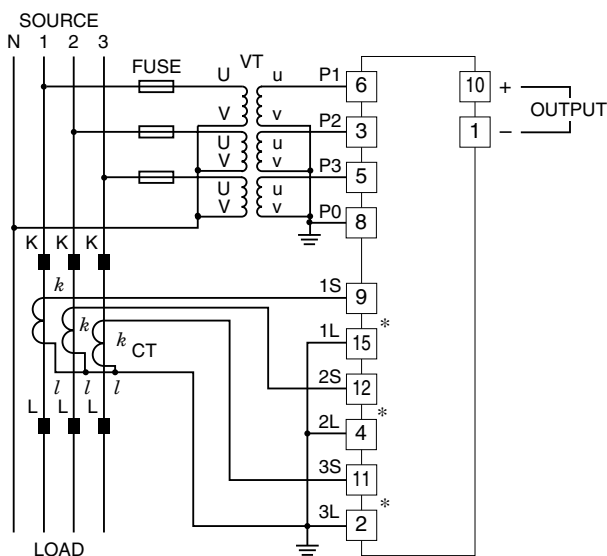 SOURCE
N 1 2 3
FUSE
VT
U u P1 6 10 +
OUTPUT
V v P2 3 1 −
U u
V v P3 5
U u
V v P0 8
K K K
k 1S 9
k
k CT 1L 15 *
l l l 2S 12
L L L 2L 4 *
3S 11
3L 2 *
LOAD